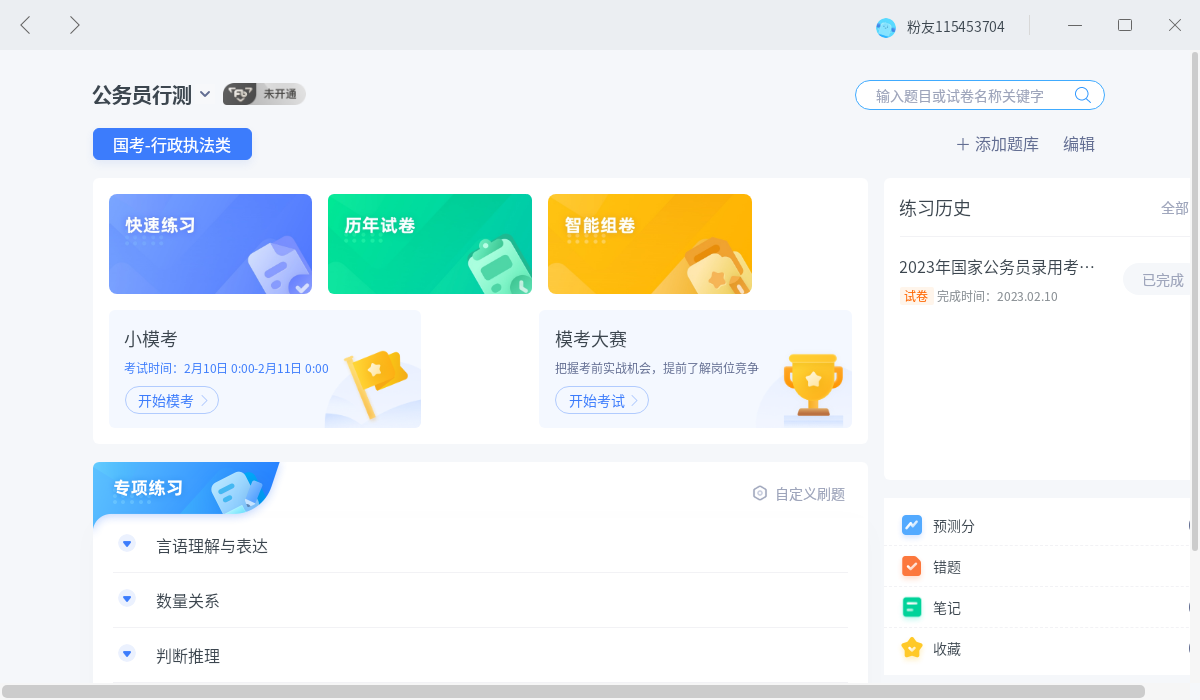 粉友115453704
公务员行测
未开通
输入题目或试卷名称关键字
国考-行政执法类
添加题库
编辑
快速练习
历年试卷
智能组卷
小模考
考试时间：2月10日 0:00-2月11日 0:00
开始模考
模考大赛
把握考前实战机会，提前了解岗位竞争
开始考试
练习历史
全部
2023年国家公务员录用考…
试卷 完成时间：2023.02.10
已完成
专项练习
自定义刷题
言语理解与表达
数量关系
判断推理
预测分
错题
笔记
收藏